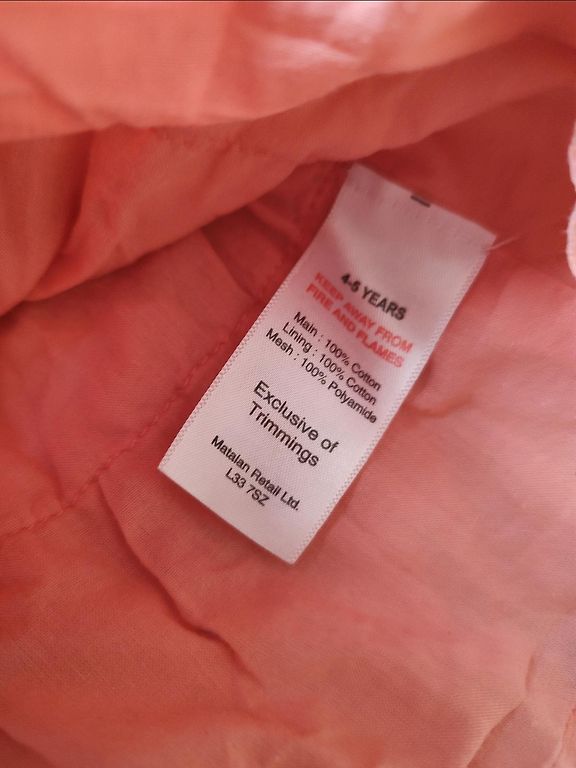 4-5 YEARS
KEEP AWAY FROM
FIRE AND FLAMES
Main : 100% Cotton
Lining : 100% Cotton
Mesh : 100% Polyamide
Exclusive of
Trimmings
Matalan Retail Ltd.
L33 7SZ